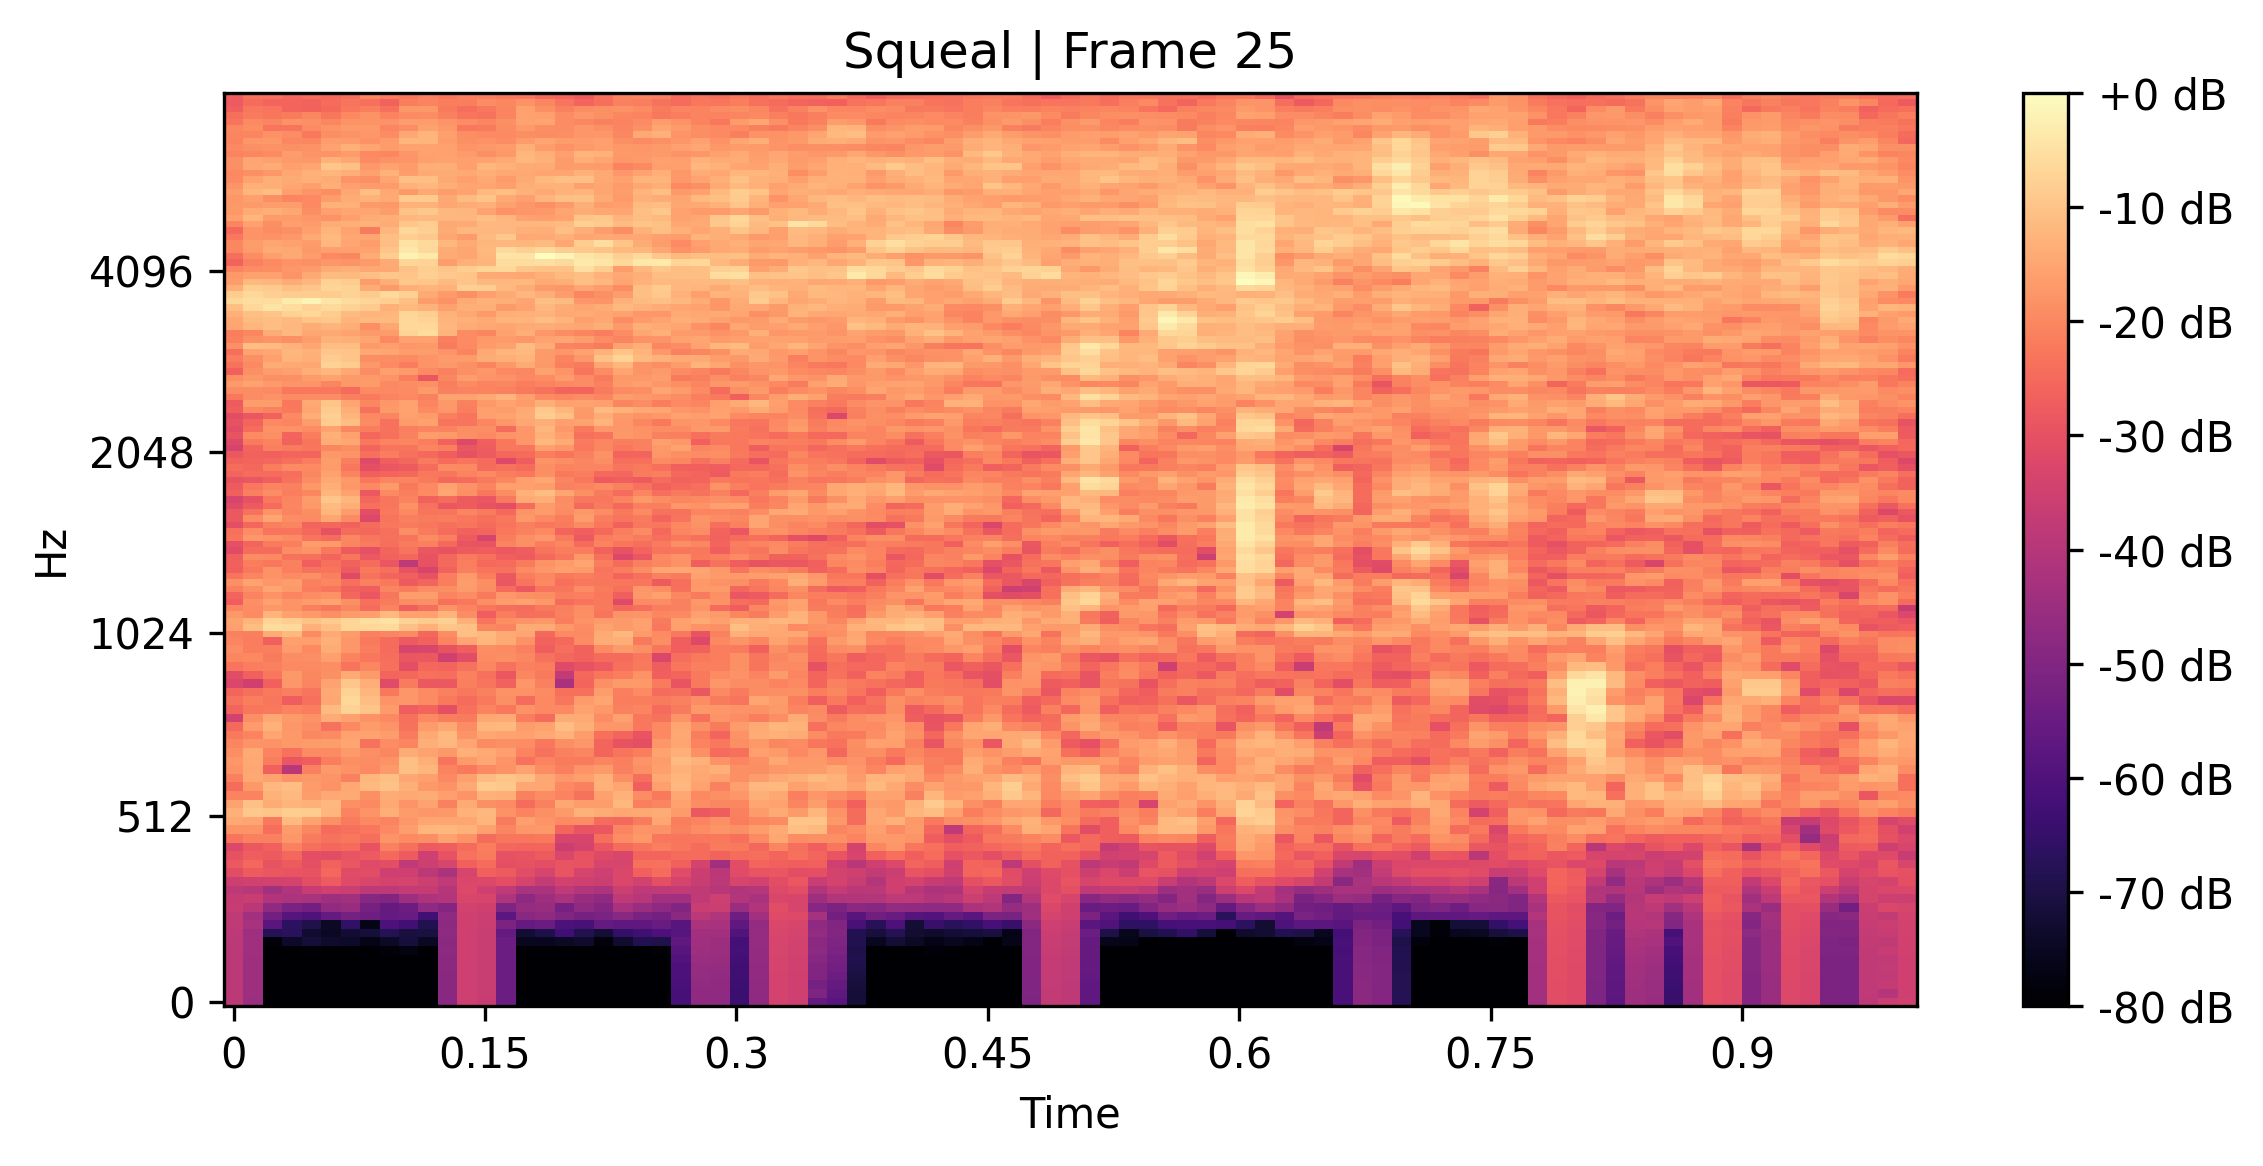 Squeal | Frame 25
Hz
4096
2048
1024
512
0
0 0.15 0.3 0.45 0.6 0.75 0.9
Time
+0 dB
-10 dB
-20 dB
-30 dB
-40 dB
-50 dB
-60 dB
-70 dB
-80 dB